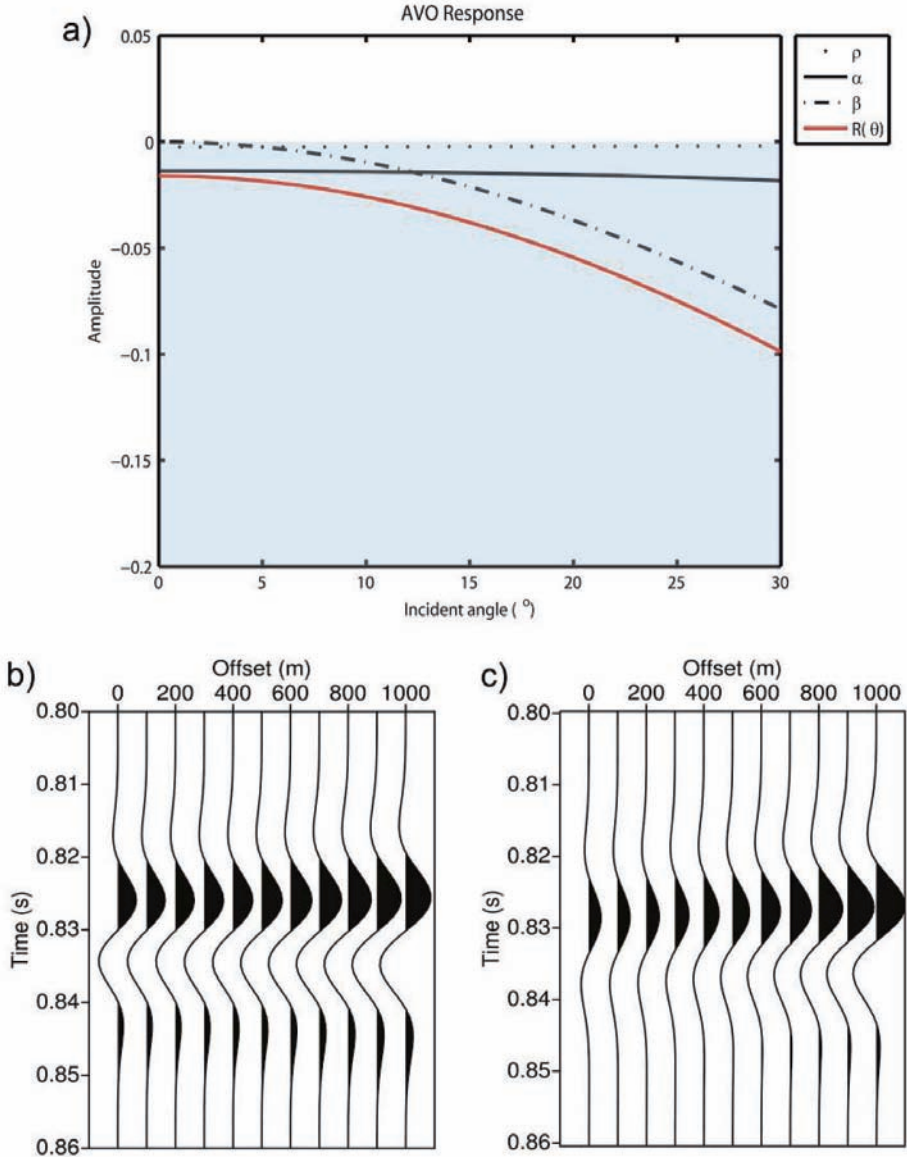 AVO Response
a)
0.05
0
−0.05
−0.1
−0.15
−0.2
Amplitude
0 5 10 15 20 25 30
Incident angle ( °)
ρ
α
β
R( θ)
b)
Offset (m)
0 200 400 600 800 1000
0.80
0.81
0.82
0.83
0.84
0.85
0.86
Time (s)
c)
Offset (m)
0 200 400 600 800 1000
0.80
0.81
0.82
0.83
0.84
0.85
0.86
Time (s)